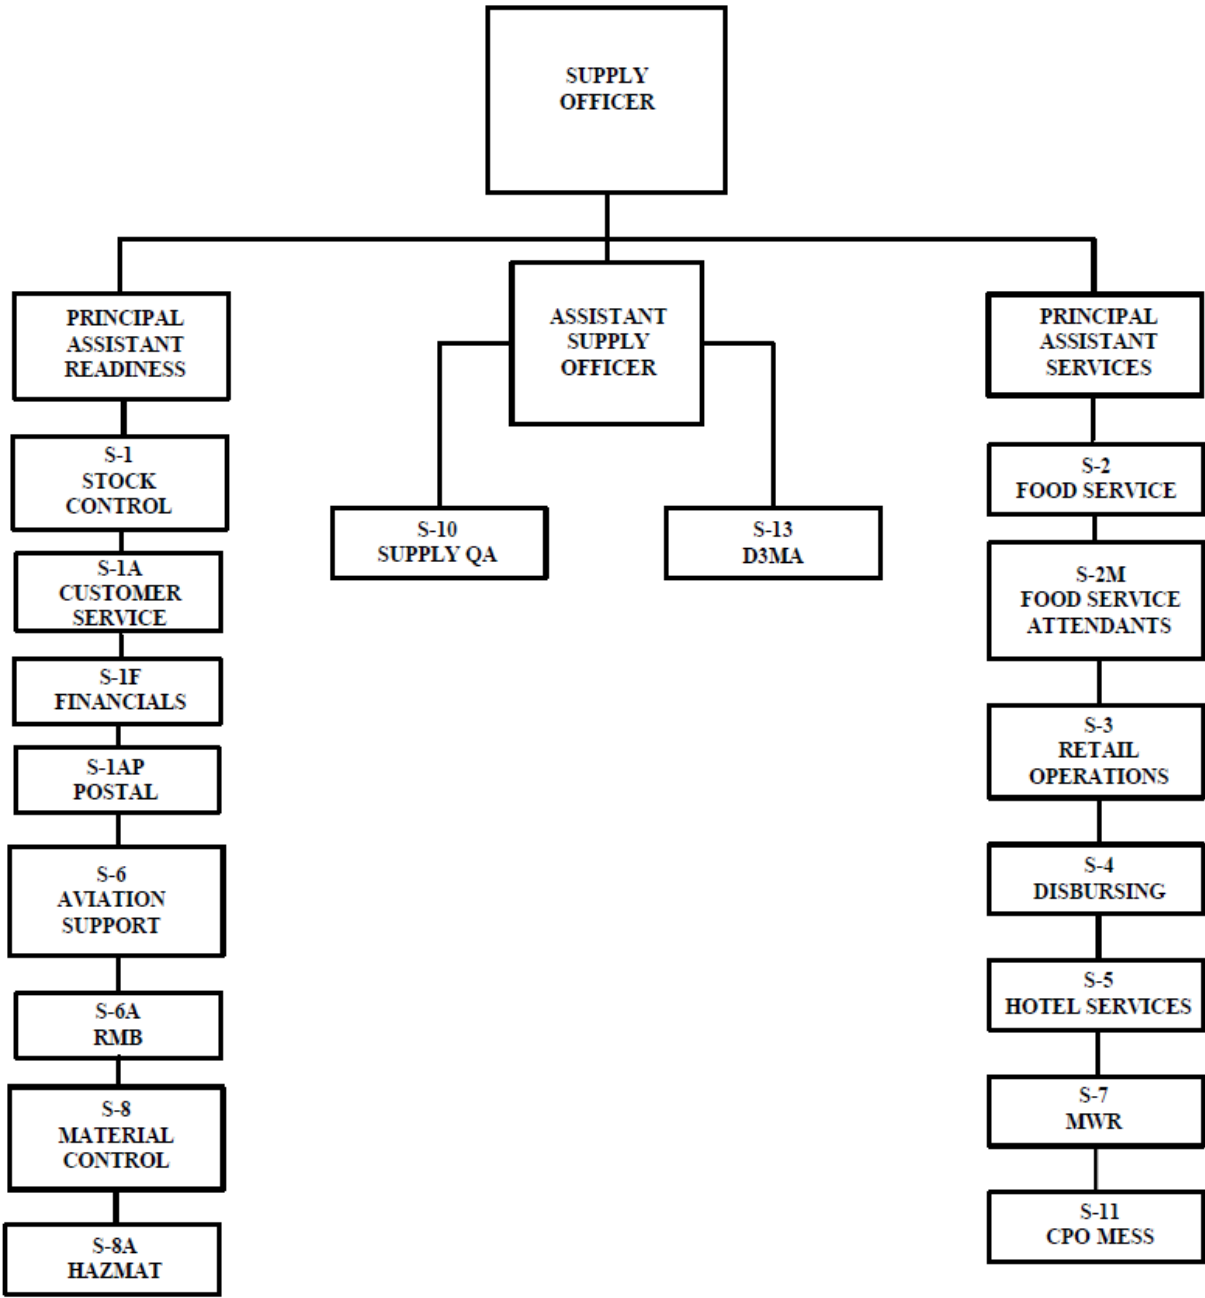 SUPPLY
OFFICER
PRINCIPAL
ASSISTANT
READINESS
ASSISTANT
SUPPLY
OFFICER
PRINCIPAL
ASSISTANT
SERVICES
S-1
STOCK
CONTROL
S-1A
CUSTOMER
SERVICE
S-1F
FINANCIALS
S-1AP
POSTAL
S-6
AVIATION
SUPPORT
S-6A
RMB
S-8
MATERIAL
CONTROL
S-8A
HAZMAT
S-10
SUPPLY QA
S-13
D3MA
S-2
FOOD SERVICE
S-2M
FOOD SERVICE
ATTENDANTS
S-3
RETAIL
OPERATIONS
S-4
DISBURSING
S-5
HOTEL SERVICES
S-7
MWR
S-11
CPO MESS